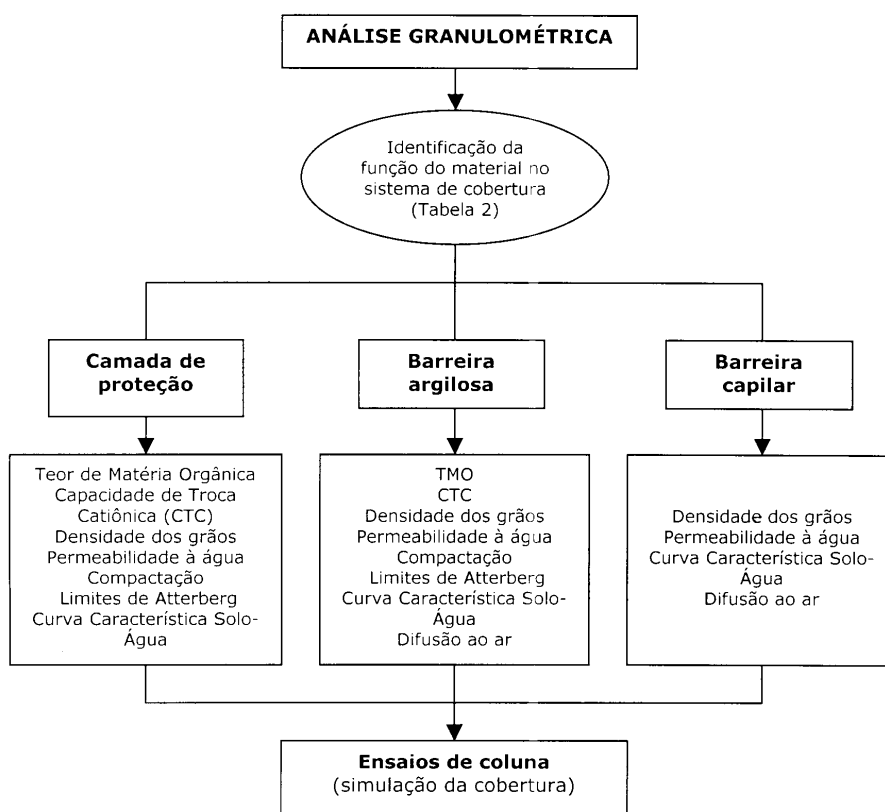 ANÁLISE GRANULOMÉTRICA
Identificação da
função do material no
sistema de cobertura
(Tabela 2)
Camada de
proteção
Barreira
argilosa
Barreira
capilar
Teor de Matéria Orgânica
Capacidade de Troca
Catiônica (CTC)
Densidade dos grãos
Permeabilidade à água
Compactação
Limites de Atterberg
Curva Característica Solo-
Água
TMO
CTC
Densidade dos grãos
Permeabilidade à água
Compactação
Limites de Atterberg
Curva Característica Solo-
Água
Difusão ao ar
Densidade dos grãos
Permeabilidade à água
Curva Característica Solo-
Água
Difusão ao ar
Ensaios de coluna
(simulação da cobertura)